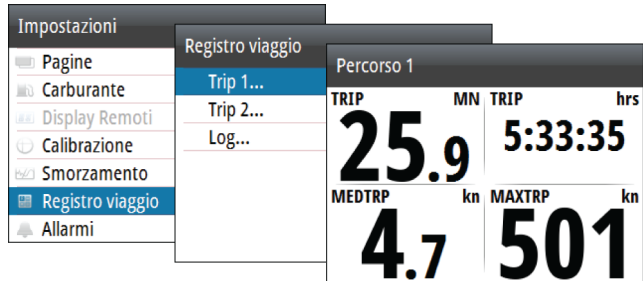 Impostazioni
Pagine
Carburante
Display Remoti
Calibrazione
Smorzamento
Registro viaggio
Allarmi
Registro viaggio
Trip 1...
Trip 2...
Log...
Percorso 1
TRIP MN TRIP hrs
25.9 5:33:35
MEDTRP kn MAXTRP kn
4.7 501